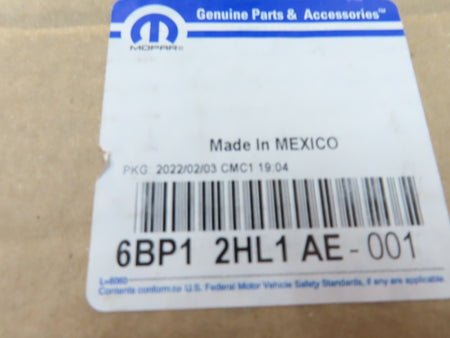 Genuine Parts & Accessories™
MOPAR®
Made In MEXICO
PKG: 2022/02/03 CMC1 19:04
6BP1 2HL1 AE-001
L-6060
Contents conform to U.S. Federal Motor Vehicle Safety Standards, if any are applicable.